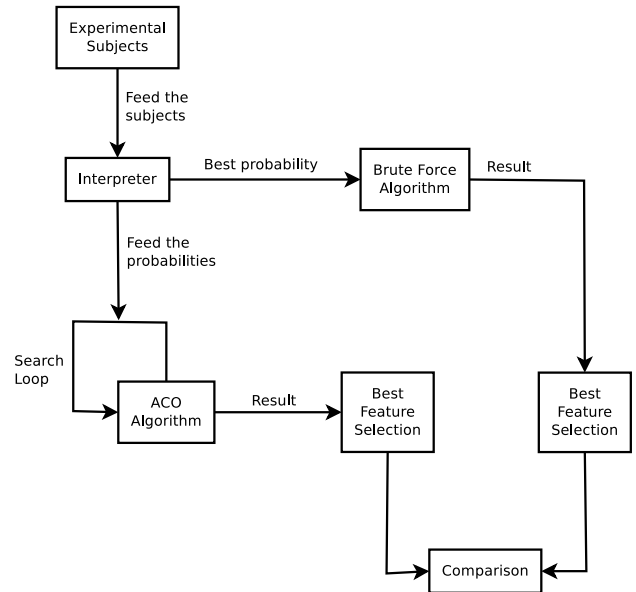 Experimental
Subjects
Feed the
subjects
Interpreter
Best probability
Brute Force
Algorithm
Result
Feed the
probabilities
Search
Loop
ACO
Algorithm
Result
Best
Feature
Selection
Best
Feature
Selection
Comparison